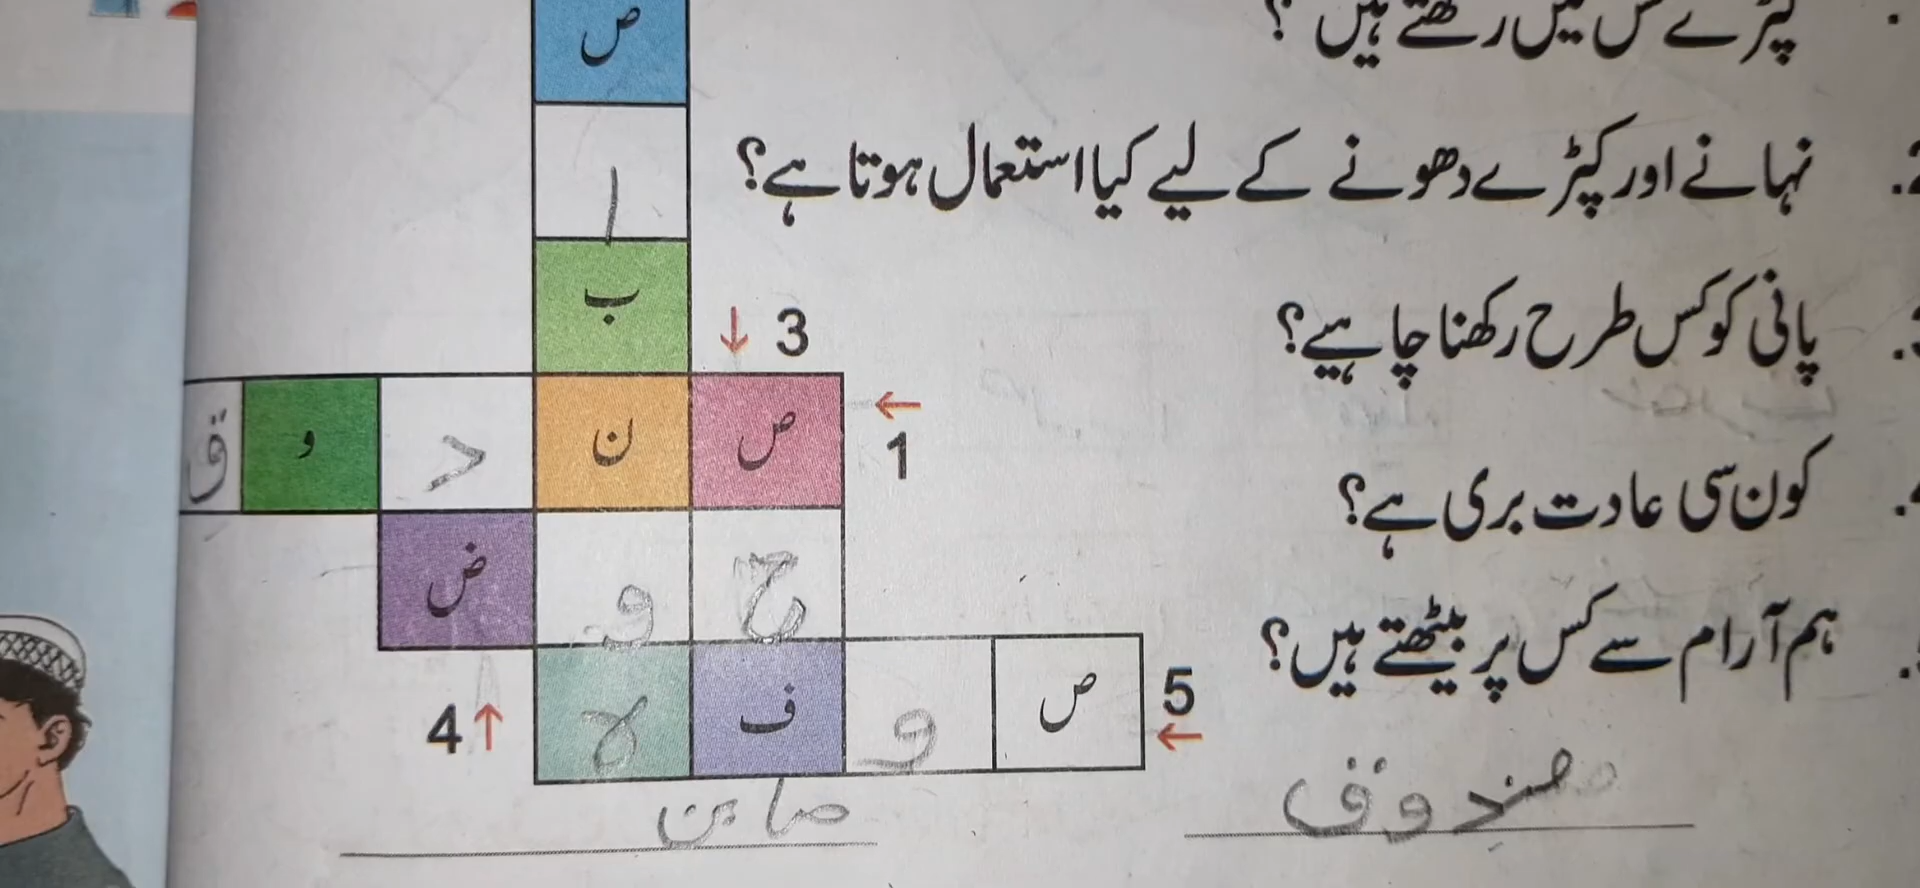 کپڑے کس میں رکھتے ہیں ؟
2. نہانے اور کپڑے دھونے کے لیے کیا استعمال ہوتا ہے؟
پانی کو کس طرح رکھنا چاہیے؟
کون سی عادت بری ہے؟
ہم آرام سے کس پر بیٹھتے ہیں؟
ص
ا
ب
3 ↓
ص ن د و ق
1 ←
ح و ض
ص و ف ہ
5 ←
4 ↑
صندوق
صابن